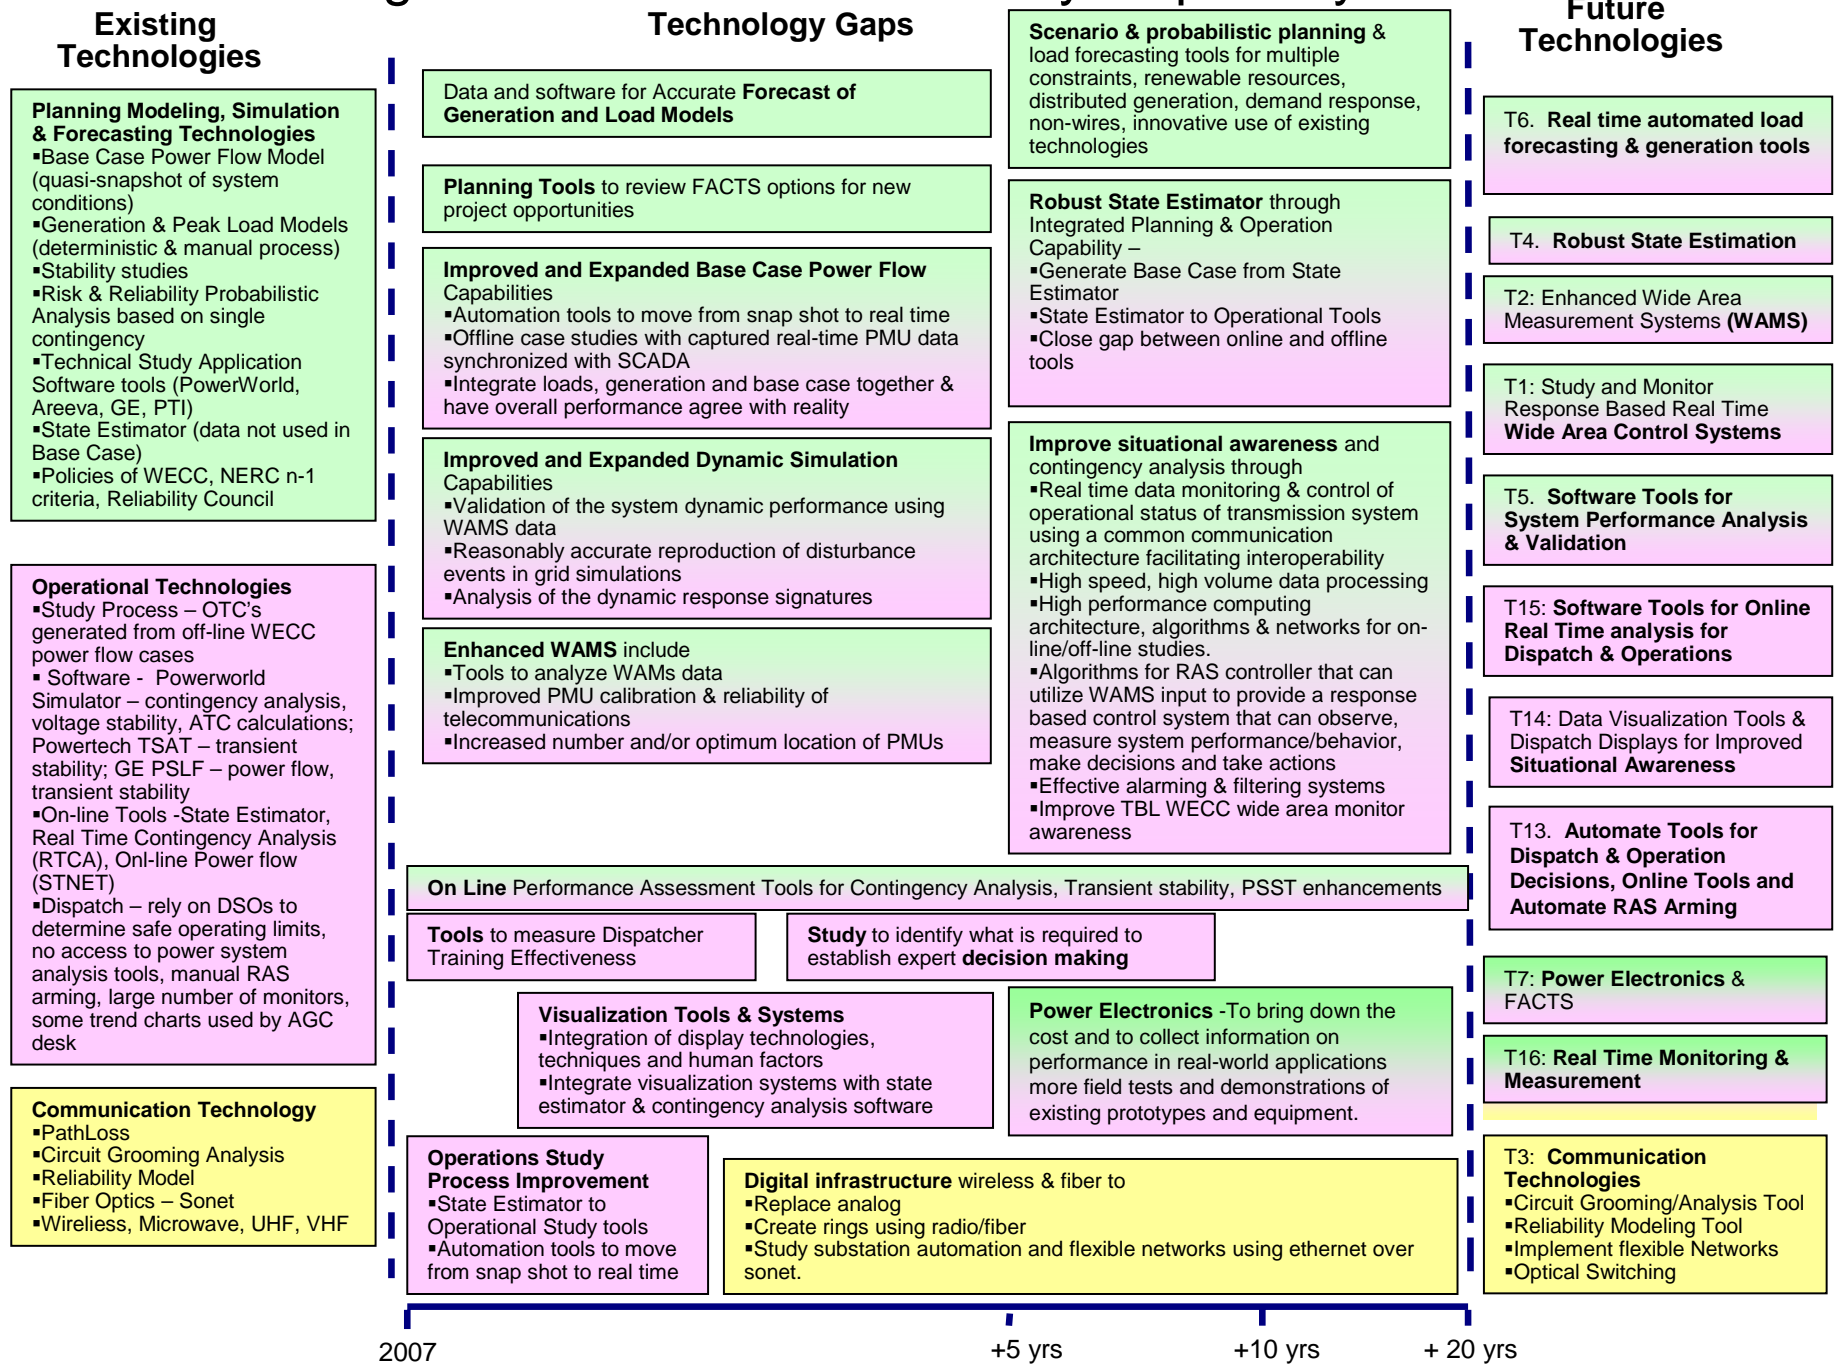 Existing
Technologies
Planning Modeling, Simulation
& Forecasting Technologies
▪Base Case Power Flow Model
(quasi-snapshot of system
conditions)
▪Generation & Peak Load Models
(deterministic & manual process)
▪Stability studies
▪Risk & Reliability Probabilistic
Analysis based on single
contingency
▪Technical Study Application
Software tools (PowerWorld,
Areeva, GE, PTI)
▪State Estimator (data not used in
Base Case)
▪Policies of WECC, NERC n-1
criteria, Reliability Council
Operational Technologies
▪Study Process – OTC's
generated from off-line WECC
power flow cases
▪ Software - Powerworld
Simulator – contingency analysis,
voltage stability, ATC calculations;
Powertech TSAT – transient
stability; GE PSLF – power flow,
transient stability
▪On-line Tools -State Estimator,
Real Time Contingency Analysis
(RTCA), Onl-line Power flow
(STNET)
▪Dispatch – rely on DSOs to
determine safe operating limits,
no access to power system
analysis tools, manual RAS
arming, large number of monitors,
some trend charts used by AGC
desk
Communication Technology
▪PathLoss
▪Circuit Grooming Analysis
▪Reliability Model
▪Fiber Optics – Sonet
▪Wireliess, Microwave, UHF, VHF
Technology Gaps
Data and software for Accurate Forecast of
Generation and Load Models
Planning Tools to review FACTS options for new
project opportunities
Improved and Expanded Base Case Power Flow
Capabilities
▪Automation tools to move from snap shot to real time
▪Offline case studies with captured real-time PMU data
synchronized with SCADA
▪Integrate loads, generation and base case together &
have overall performance agree with reality
Improved and Expanded Dynamic Simulation
Capabilities
▪Validation of the system dynamic performance using
WAMS data
▪Reasonably accurate reproduction of disturbance
events in grid simulations
▪Analysis of the dynamic response signatures
Enhanced WAMS include
▪Tools to analyze WAMs data
▪Improved PMU calibration & reliability of
telecommunications
▪Increased number and/or optimum location of PMUs
Scenario & probabilistic planning &
load forecasting tools for multiple
constraints, renewable resources,
distributed generation, demand response,
non-wires, innovative use of existing
technologies
Robust State Estimator through
Integrated Planning & Operation
Capability –
▪Generate Base Case from State
Estimator
▪State Estimator to Operational Tools
▪Close gap between online and offline
tools
Improve situational awareness and
contingency analysis through
▪Real time data monitoring & control of
operational status of transmission system
using a common communication
architecture facilitating interoperability
▪High speed, high volume data processing
▪High performance computing
architecture, algorithms & networks for on-
line/off-line studies.
▪Algorithms for RAS controller that can
utilize WAMS input to provide a response
based control system that can observe,
measure system performance/behavior,
make decisions and take actions
▪Effective alarming & filtering systems
▪Improve TBL WECC wide area monitor
awareness
On Line Performance Assessment Tools for Contingency Analysis, Transient stability, PSST enhancements
Tools to measure Dispatcher
Training Effectiveness
Study to identify what is required to
establish expert decision making
Visualization Tools & Systems
▪Integration of display technologies,
techniques and human factors
▪Integrate visualization systems with state
estimator & contingency analysis software
Power Electronics -To bring down the
cost and to collect information on
performance in real-world applications
more field tests and demonstrations of
existing prototypes and equipment.
Operations Study
Process Improvement
▪State Estimator to
Operational Study tools
▪Automation tools to move
from snap shot to real time
Digital infrastructure wireless & fiber to
▪Replace analog
▪Create rings using radio/fiber
▪Study substation automation and flexible networks using ethernet over
sonet.
Future
Technologies
T6. Real time automated load
forecasting & generation tools
T4. Robust State Estimation
T2: Enhanced Wide Area
Measurement Systems (WAMS)
T1: Study and Monitor
Response Based Real Time
Wide Area Control Systems
T5. Software Tools for
System Performance Analysis
& Validation
T15: Software Tools for Online
Real Time analysis for
Dispatch & Operations
T14: Data Visualization Tools &
Dispatch Displays for Improved
Situational Awareness
T13. Automate Tools for
Dispatch & Operation
Decisions, Online Tools and
Automate RAS Arming
T7: Power Electronics &
FACTS
T16: Real Time Monitoring &
Measurement
T3: Communication
Technologies
▪Circuit Grooming/Analysis Tool
▪Reliability Modeling Tool
▪Implement flexible Networks
▪Optical Switching
2007
+5 yrs
+10 yrs
+ 20 yrs